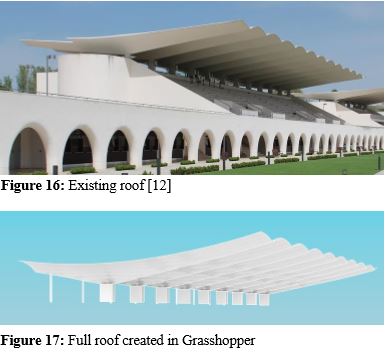 Figure 16: Existing roof [12]
Figure 17: Full roof created in Grasshopper